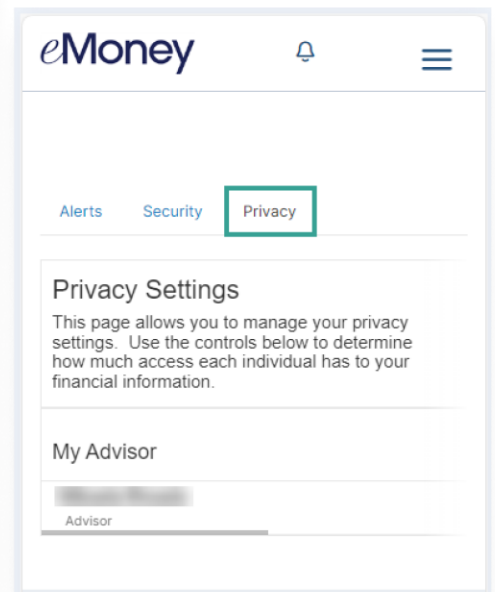 eMoney
Alerts Security Privacy
Privacy Settings
This page allows you to manage your privacy
settings. Use the controls below to determine
how much access each individual has to your
financial information.
My Advisor
Advisor